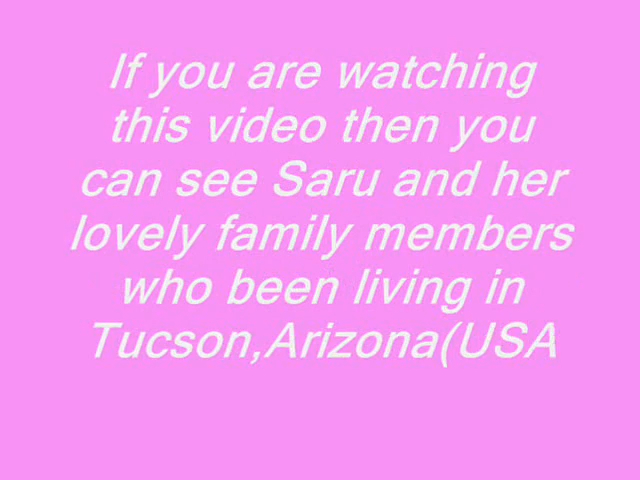 If you are watching
this video then you
can see Saru and her
lovely family members
who been living in
Tucson,Arizona(USA